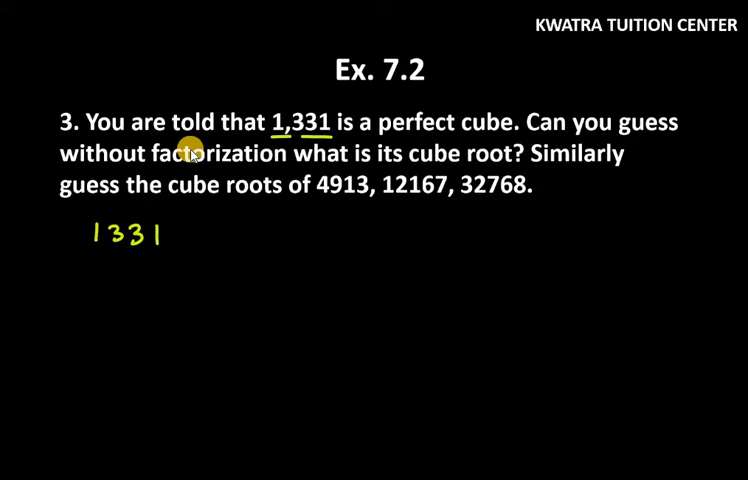 KWATRA TUITION CENTER
Ex. 7.2
3. You are told that 1,331 is a perfect cube. Can you guess
without factorization what is its cube root? Similarly
guess the cube roots of 4913, 12167, 32768.
1331